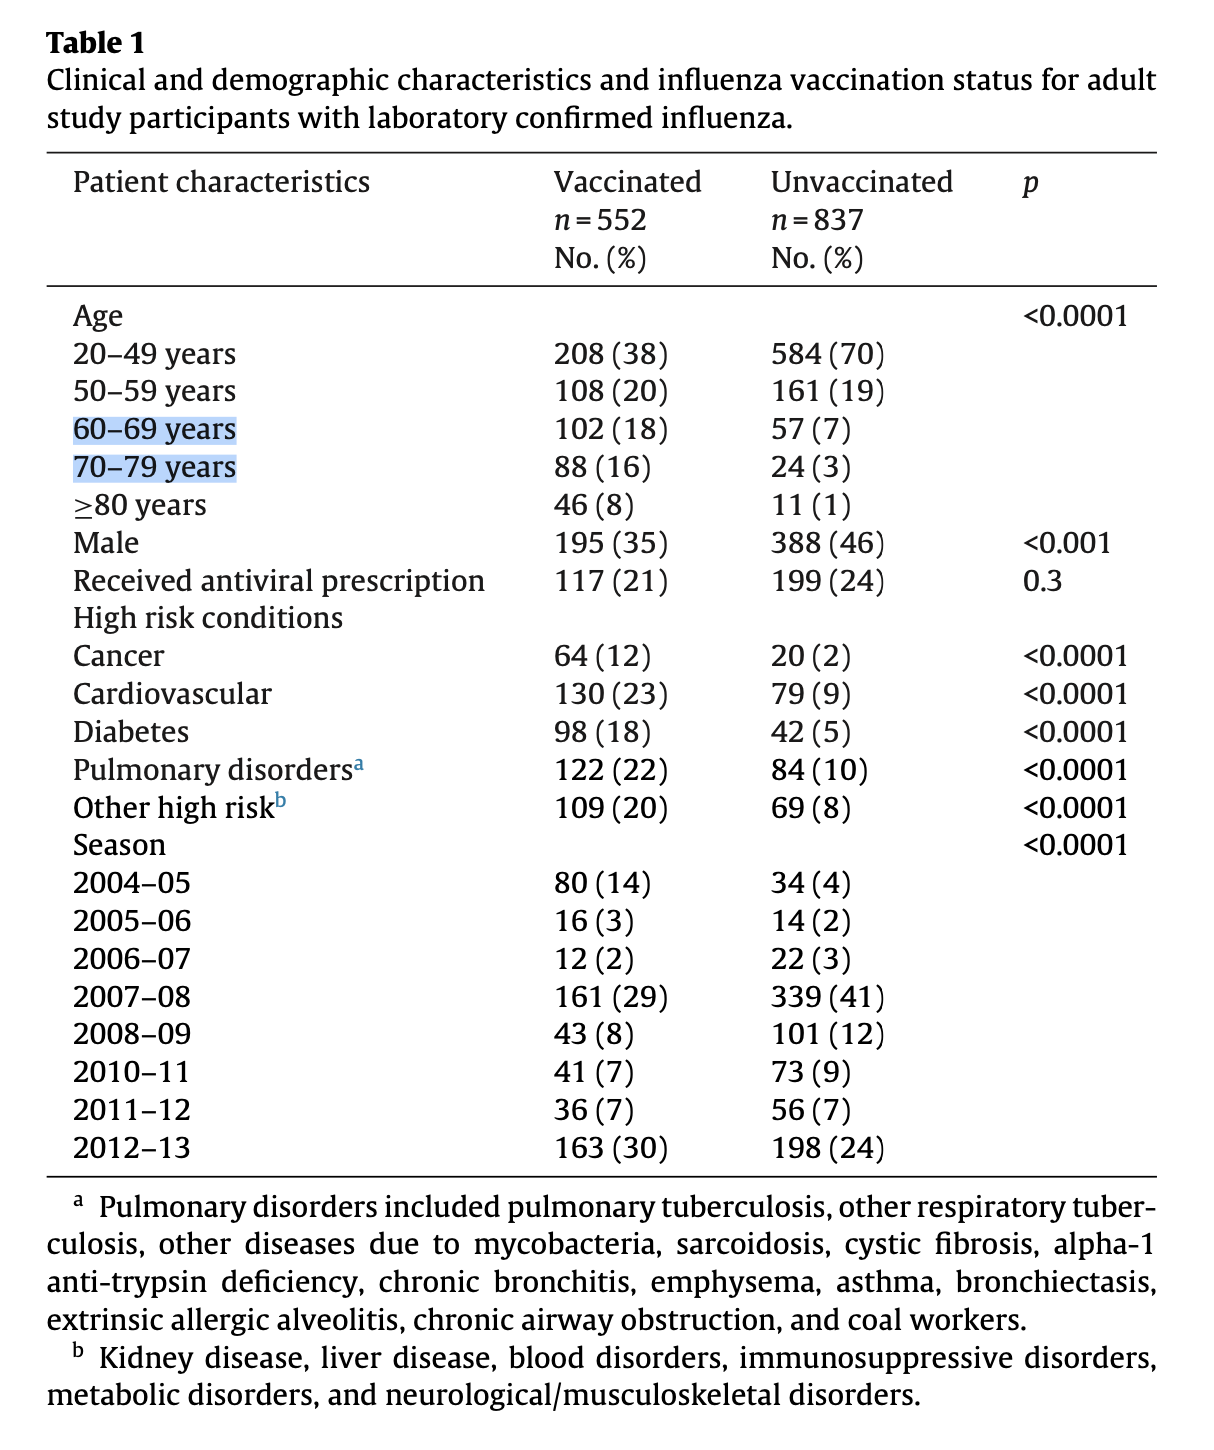 Table 1
Clinical and demographic characteristics and influenza vaccination status for adult
study participants with laboratory confirmed influenza.
Patient characteristics Vaccinated Unvaccinated p
n = 552 n = 837
No. (%) No. (%)
Age <0.0001
20–49 years 208 (38) 584 (70)
50–59 years 108 (20) 161 (19)
60–69 years 102 (18) 57 (7)
70–79 years 88 (16) 24 (3)
≥80 years 46 (8) 11 (1)
Male 195 (35) 388 (46) <0.001
Received antiviral prescription 117 (21) 199 (24) 0.3
High risk conditions
Cancer 64 (12) 20 (2) <0.0001
Cardiovascular 130 (23) 79 (9) <0.0001
Diabetes 98 (18) 42 (5) <0.0001
Pulmonary disorders a 122 (22) 84 (10) <0.0001
Other high risk b 109 (20) 69 (8) <0.0001
Season <0.0001
2004–05 80 (14) 34 (4)
2005–06 16 (3) 14 (2)
2006–07 12 (2) 22 (3)
2007–08 161 (29) 339 (41)
2008–09 43 (8) 101 (12)
2010–11 41 (7) 73 (9)
2011–12 36 (7) 56 (7)
2012–13 163 (30) 198 (24)
a Pulmonary disorders included pulmonary tuberculosis, other respiratory tuber-
culosis, other diseases due to mycobacteria, sarcoidosis, cystic fibrosis, alpha-1
anti-trypsin deficiency, chronic bronchitis, emphysema, asthma, bronchiectasis,
extrinsic allergic alveolitis, chronic airway obstruction, and coal workers.
b Kidney disease, liver disease, blood disorders, immunosuppressive disorders,
metabolic disorders, and neurological/musculoskeletal disorders.